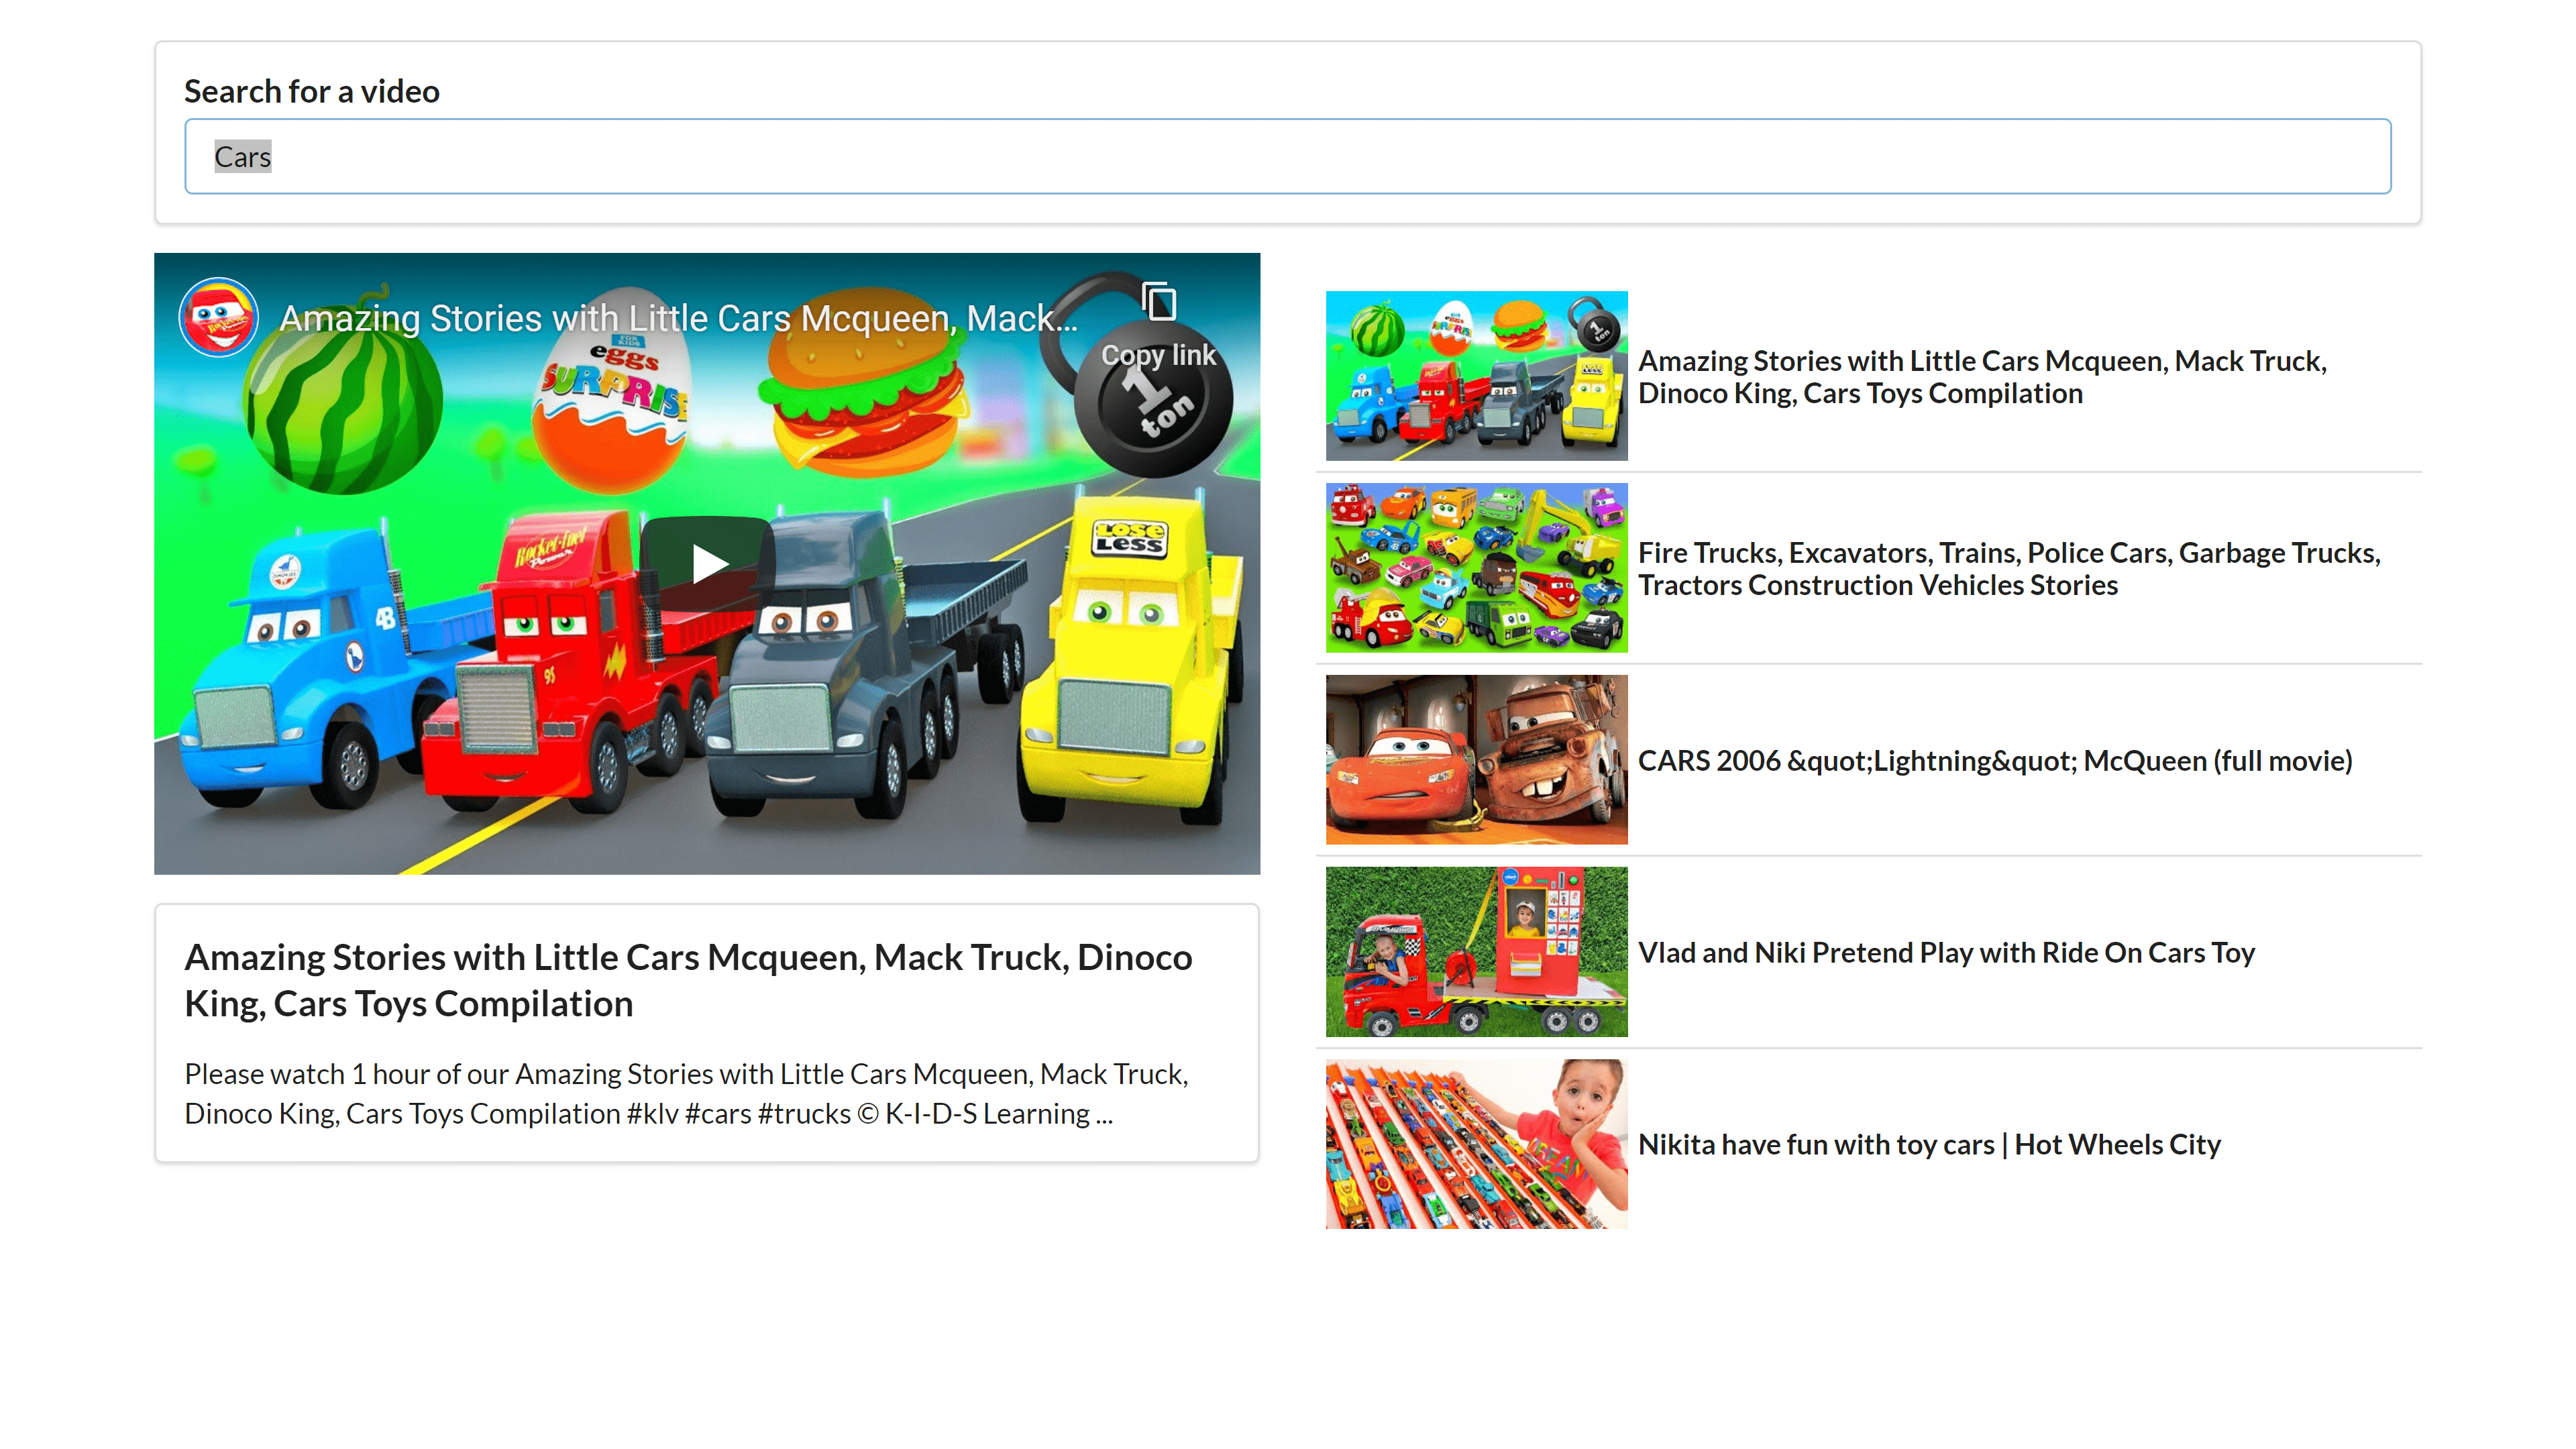 Search for a video
Cars
Amazing Stories with Little Cars Mcqueen, Mack...
Copy link
FOR KIDS
eggs
SURPRISE
1
ton
Rocket-fuel
LOSE
LESS
95
Amazing Stories with Little Cars Mcqueen, Mack Truck, Dinoco
King, Cars Toys Compilation
Please watch 1 hour of our Amazing Stories with Little Cars Mcqueen, Mack Truck,
Dinoco King, Cars Toys Compilation #klv #cars #trucks © K-I-D-S Learning ...
Amazing Stories with Little Cars Mcqueen, Mack Truck,
Dinoco King, Cars Toys Compilation
Fire Trucks, Excavators, Trains, Police Cars, Garbage Trucks,
Tractors Construction Vehicles Stories
CARS 2006 &quot;Lightning&quot; McQueen (full movie)
Vlad and Niki Pretend Play with Ride On Cars Toy
Nikita have fun with toy cars | Hot Wheels City